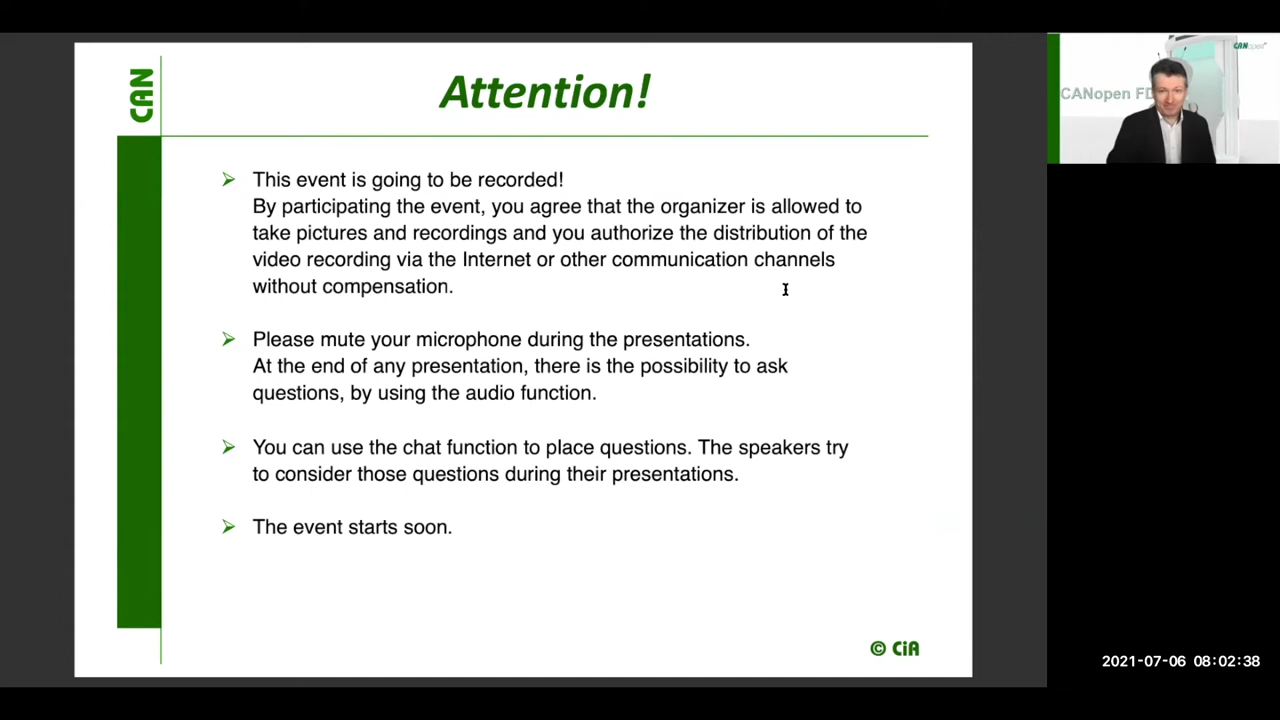 CAN
Attention!
This event is going to be recorded!
By participating the event, you agree that the organizer is allowed to
take pictures and recordings and you authorize the distribution of the
video recording via the Internet or other communication channels
without compensation.
Please mute your microphone during the presentations.
At the end of any presentation, there is the possibility to ask
questions, by using the audio function.
You can use the chat function to place questions. The speakers try
to consider those questions during their presentations.
The event starts soon.
© CiA
CANopen
CANopen FD
2021-07-06 08:02:38